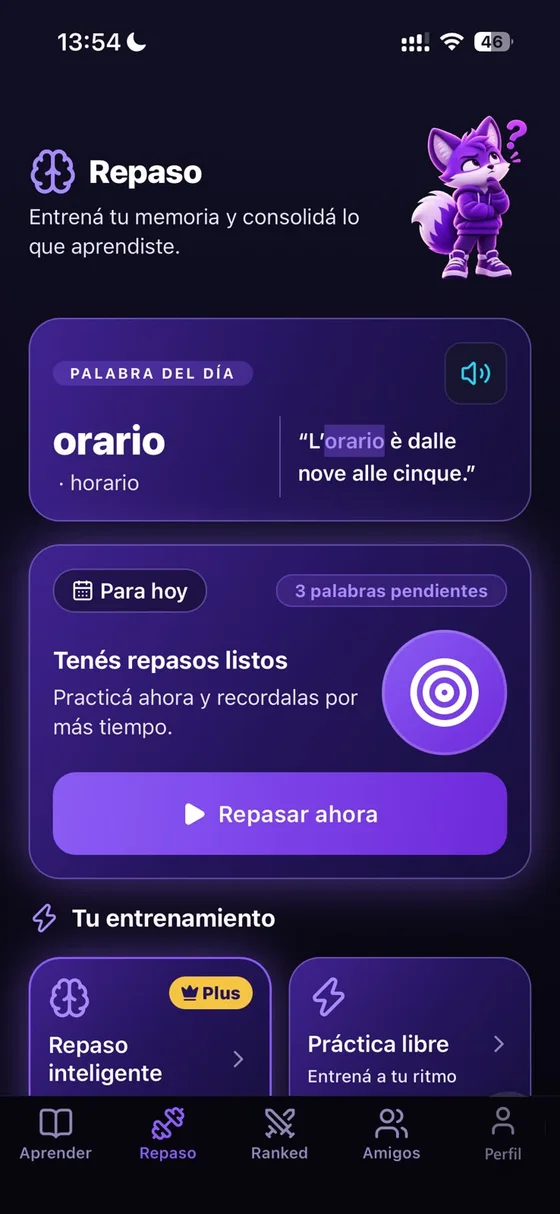 13:54
46
?
Repaso
Entrená tu memoria y consolidá lo
que aprendiste.
PALABRA DEL DÍA
orario
· horario
“L’orario è dalle
nove alle cinque.”
Para hoy
3 palabras pendientes
Tenés repasos listos
Practicá ahora y recordalas por
más tiempo.
Repasar ahora
Tu entrenamiento
Plus
Repaso
inteligente
Práctica libre
Entrená a tu ritmo
Aprender
Repaso
Ranked
Amigos
Perfil